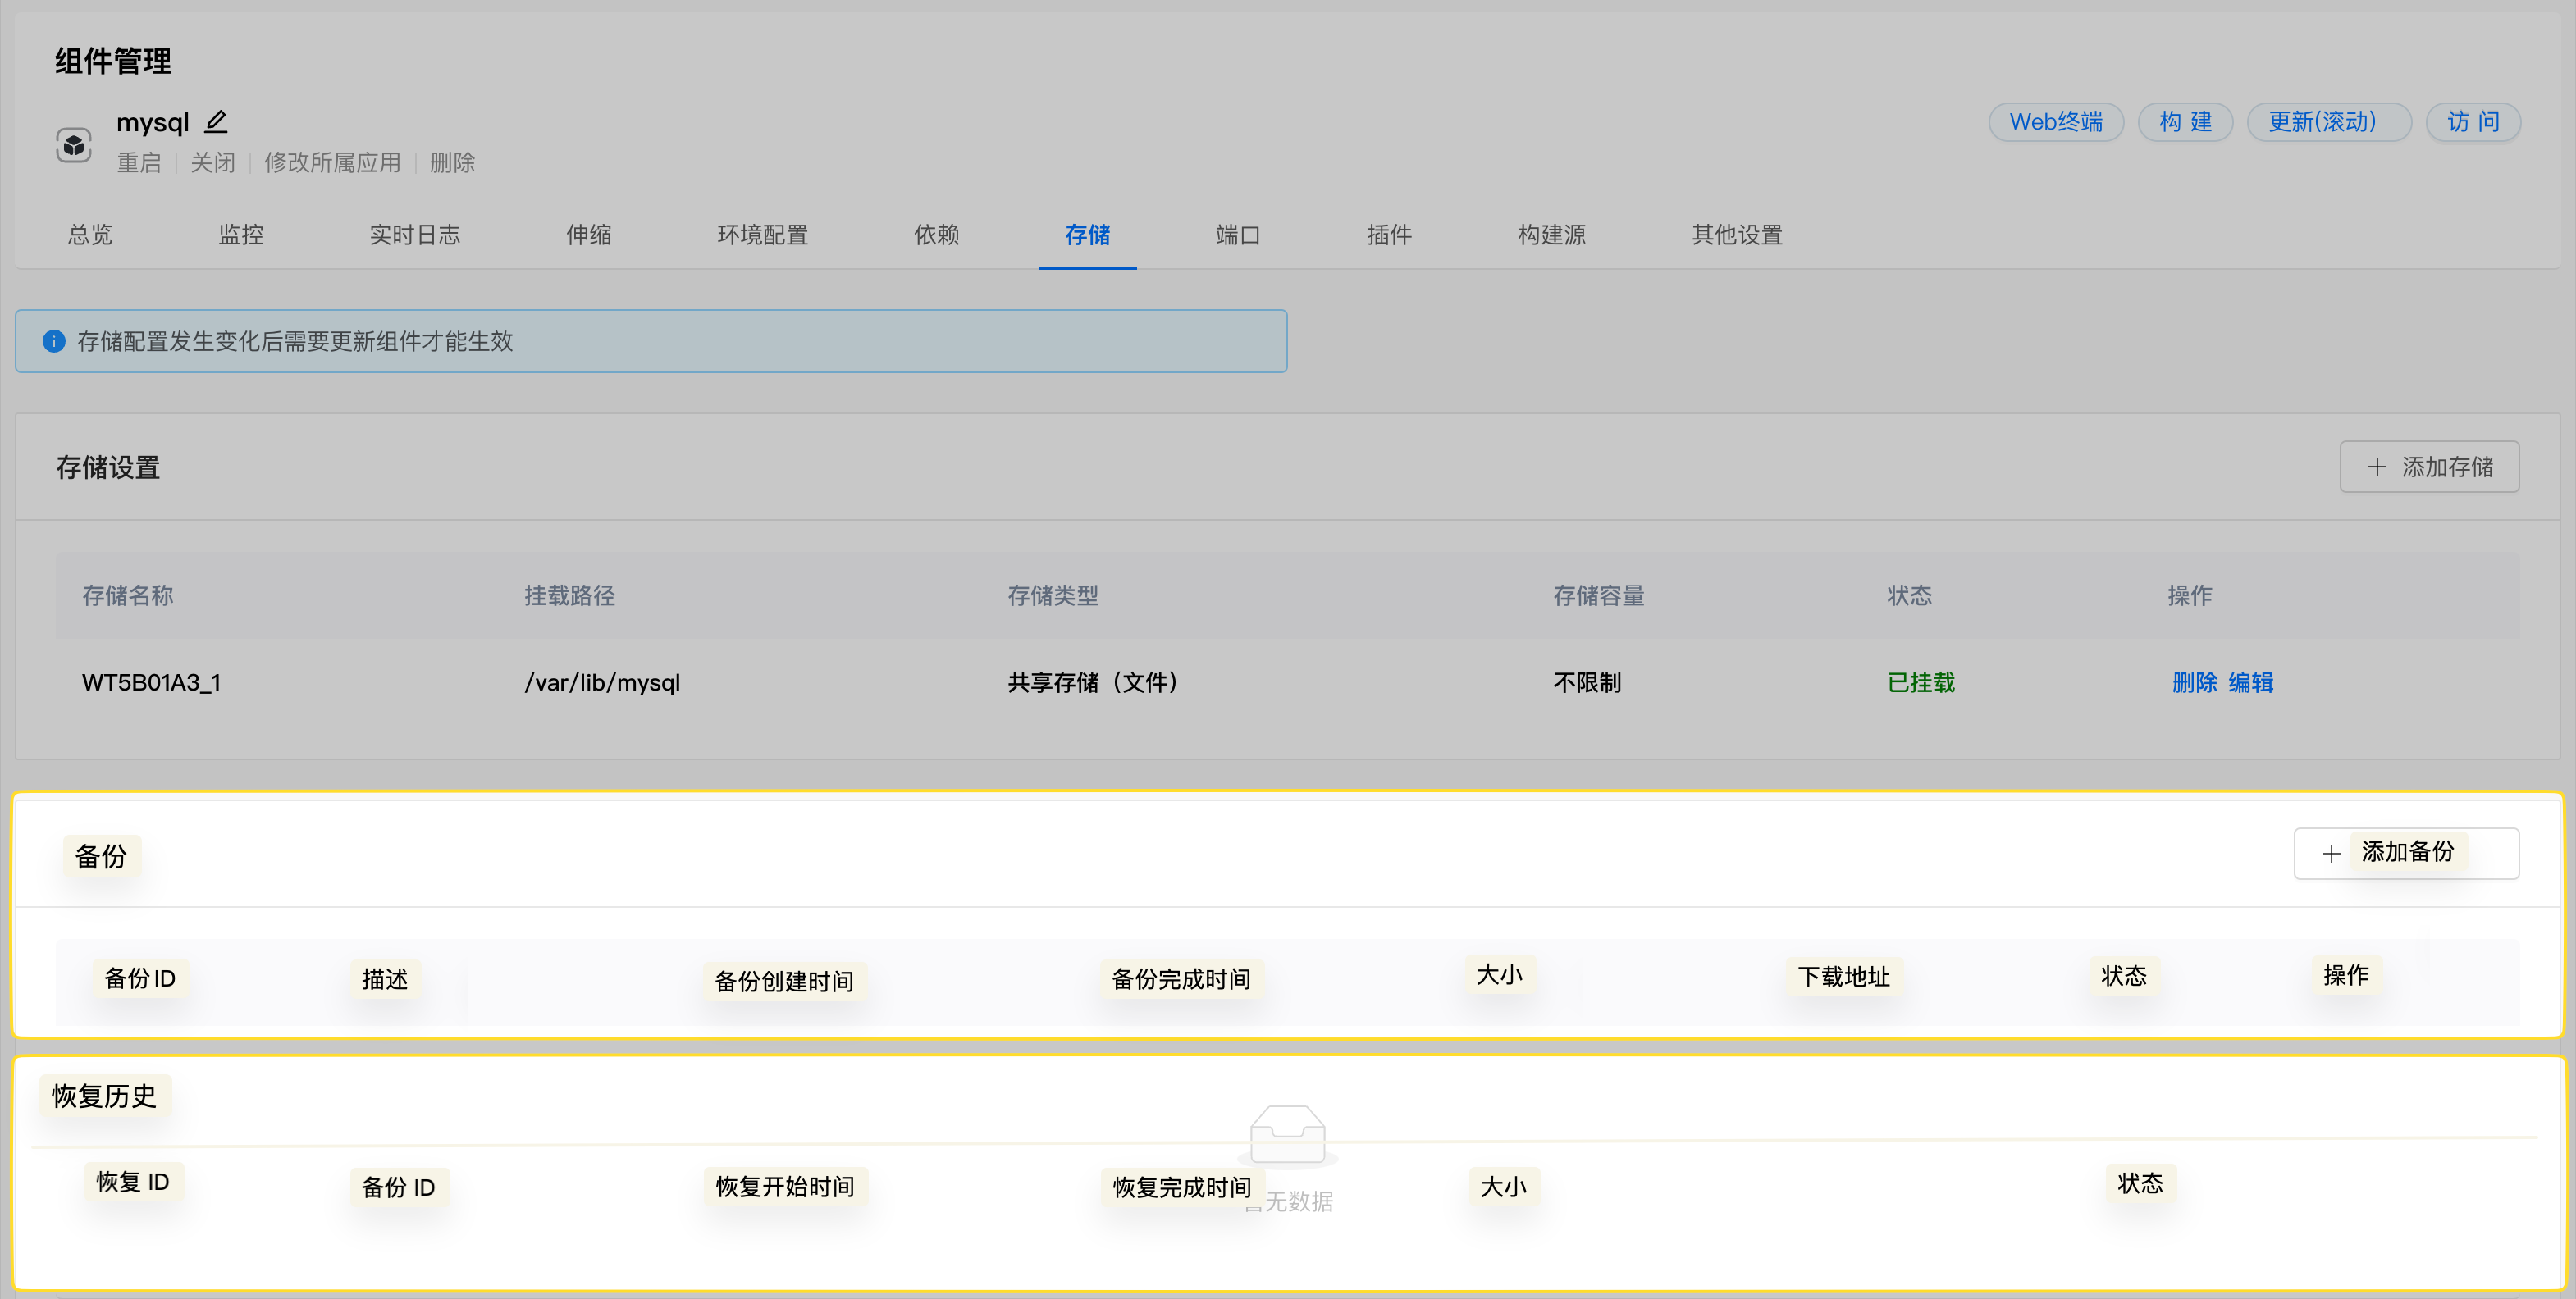 组件管理
mysql
重启 关闭 修改所属应用 删除
Web终端 构 建 更新(滚动) 访 问
总览 监控 实时日志 伸缩 环境配置 依赖 存储 端口 插件 构建源 其他设置
存储配置发生变化后需要更新组件才能生效
存储设置
添加存储
存储名称 挂载路径 存储类型 存储容量 状态 操作
WT5B01A3_1 /var/lib/mysql 共享存储（文件） 不限制 已挂载 删除 编辑
备份
添加备份
备份 ID 描述 备份创建时间 备份完成时间 大小 下载地址 状态 操作
恢复历史
恢复 ID 备份 ID 恢复开始时间 恢复完成时间 大小 状态
无数据